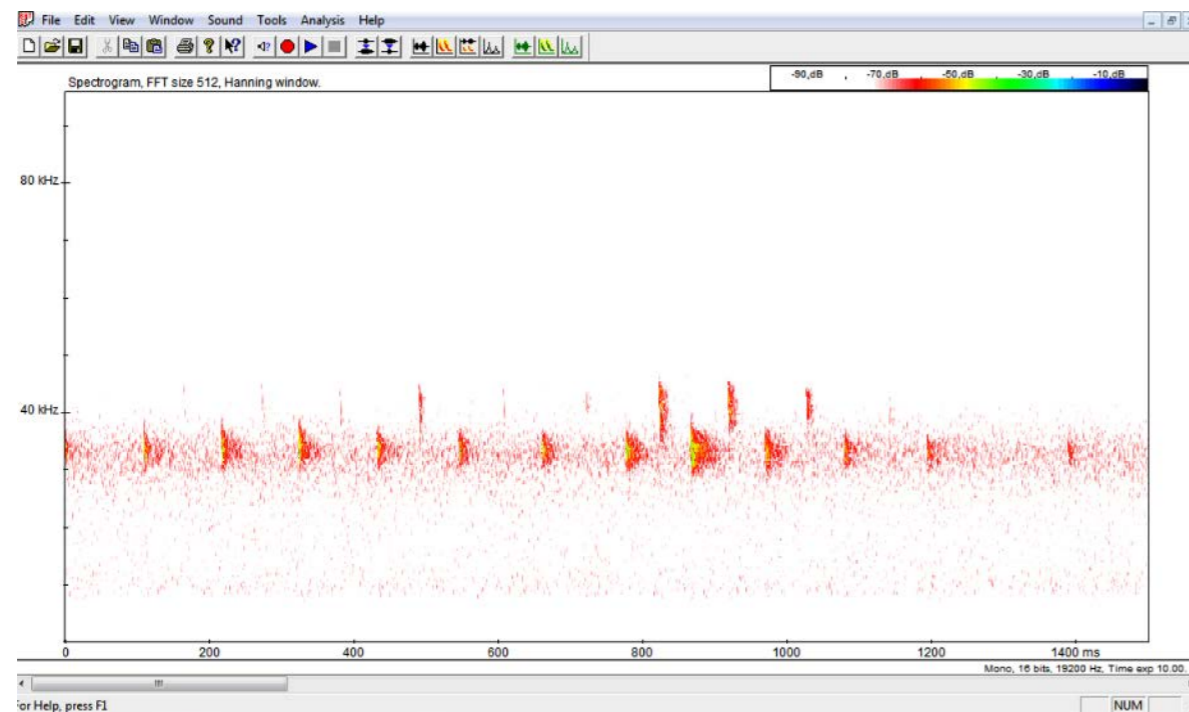 File Edit View Window Sound Tools Analysis Help
Spectrogram, FFT size 512, Hanning window.
-90,dB -70,dB -50,dB -30,dB -10,dB
80 kHz
40 kHz
0 200 400 600 800 1000 1200 1400 ms
Mono, 16 bits, 19200 Hz, Time exp 10.00.
For Help, press F1
NUM